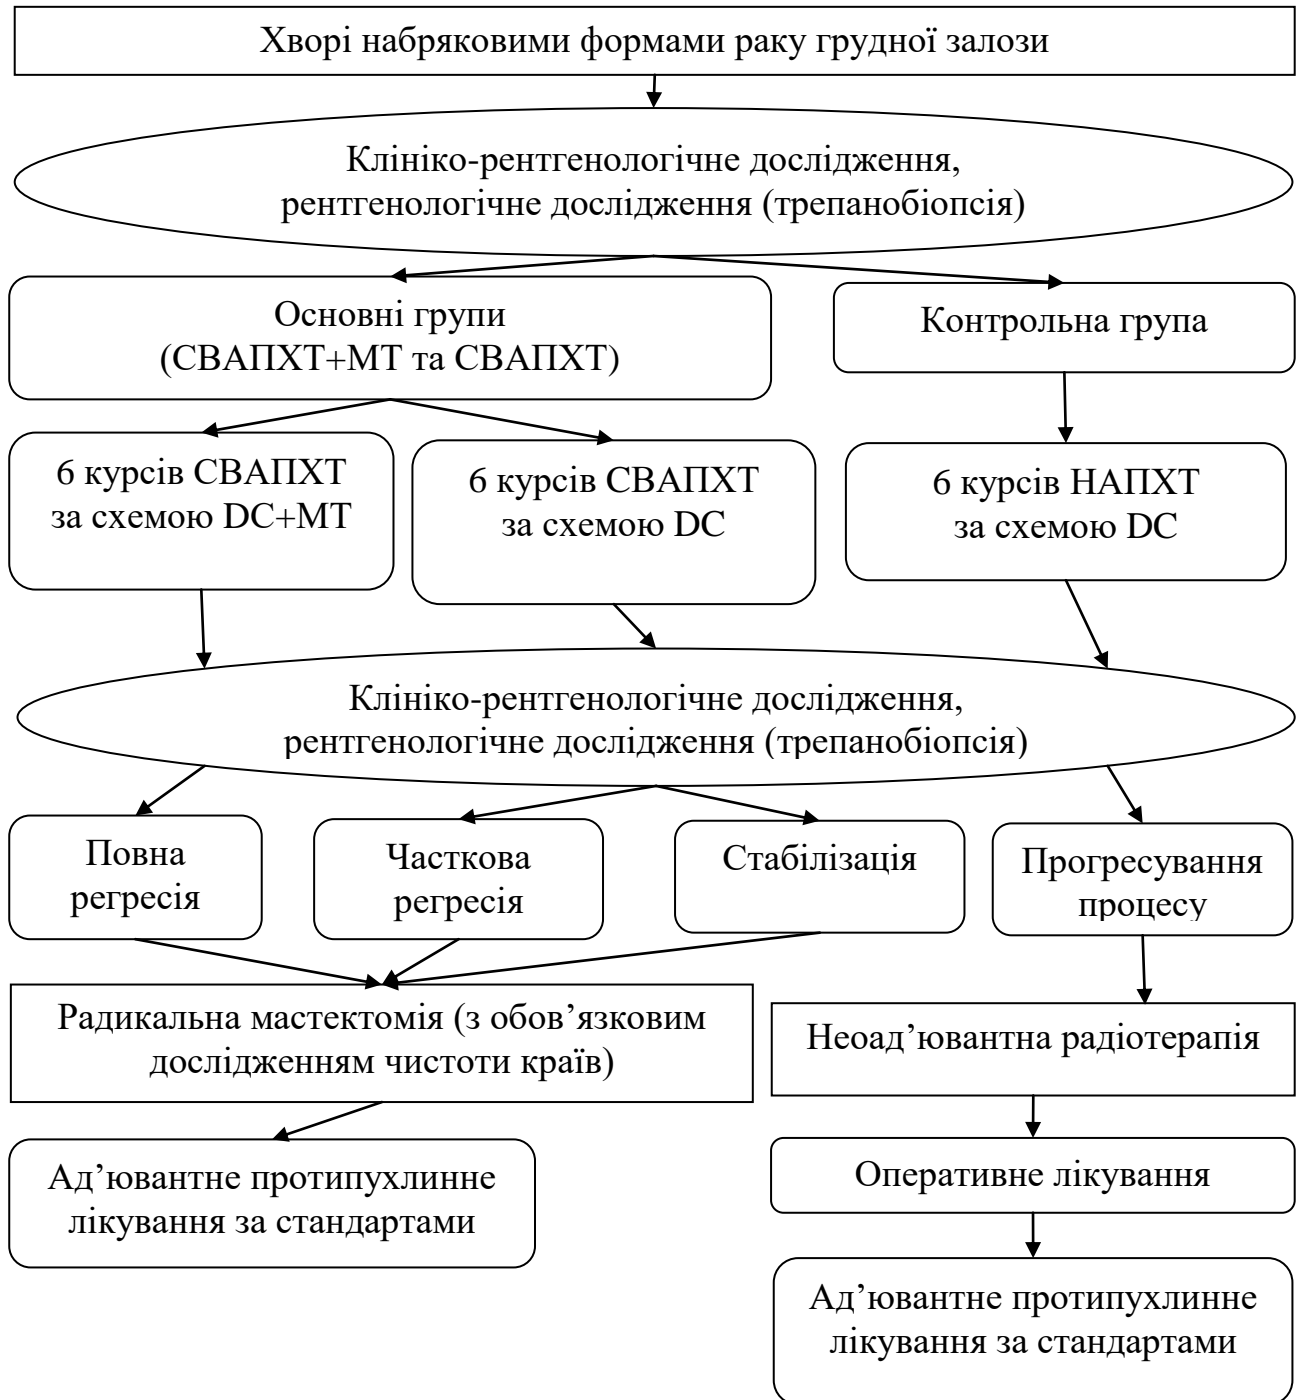 Хворі набряковими формами раку грудної залози
Клініко-рентгенологічне дослідження,
рентгенологічне дослідження (трепанобіопсія)
Основні групи
(СВАПХТ+МТ та СВАПХТ)
Контрольна група
6 курсів СВАПХТ
за схемою DC+МТ
6 курсів СВАПХТ
за схемою DC
6 курсів НАПХТ
за схемою DC
Клініко-рентгенологічне дослідження,
рентгенологічне дослідження (трепанобіопсія)
Повна
регресія
Часткова
регресія
Стабілізація
Прогресування
процесу
Радикальна мастектомія (з обов’язковим
дослідженням чистоти країв)
Неоад’ювантна радіотерапія
Ад’ювантне протипухлинне
лікування за стандартами
Оперативне лікування
Ад’ювантне протипухлинне
лікування за стандартами